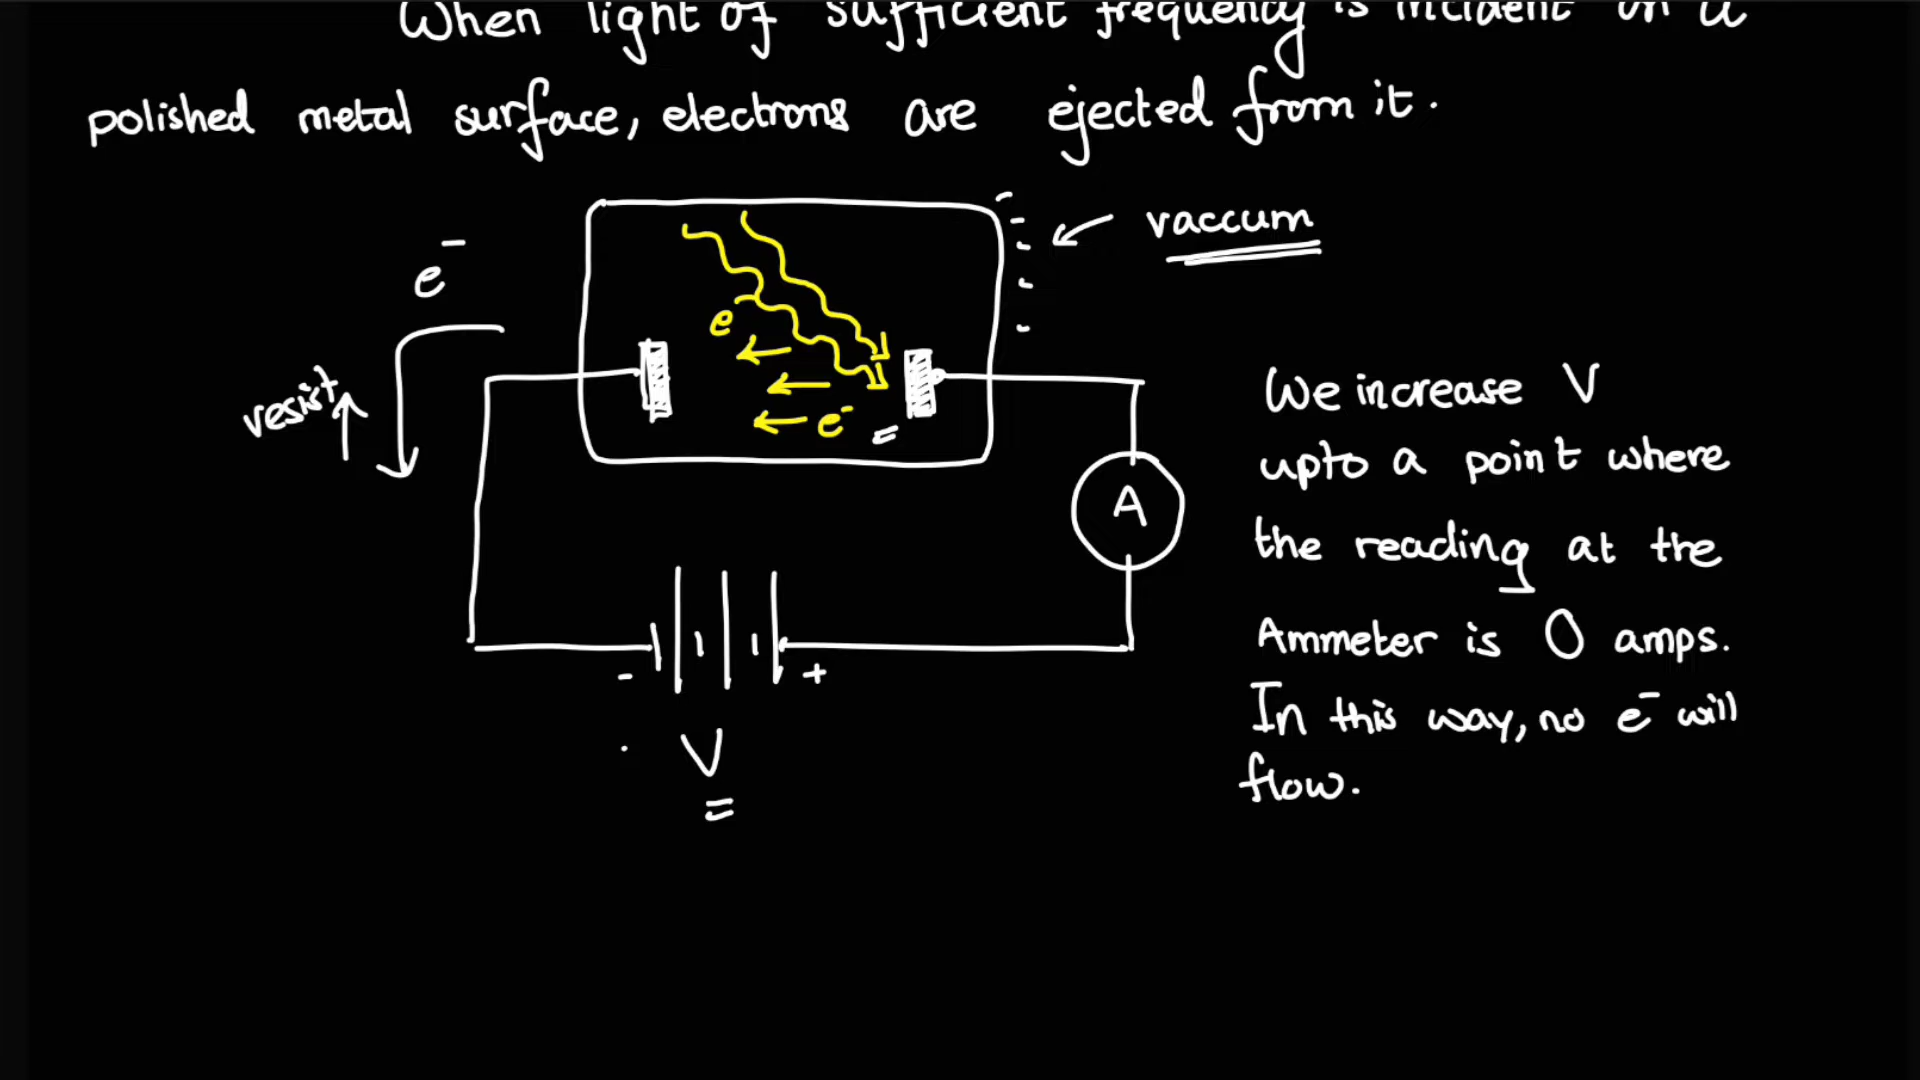 When light of sufficient frequency is incident on a
polished metal surface, electrons are ejected from it.
vaccum
e⁻
e
resist ↑
e⁻
A
- +
V
We increase V
upto a point where
the reading at the
Ammeter is 0 amps.
In this way, no e⁻ will
flow.